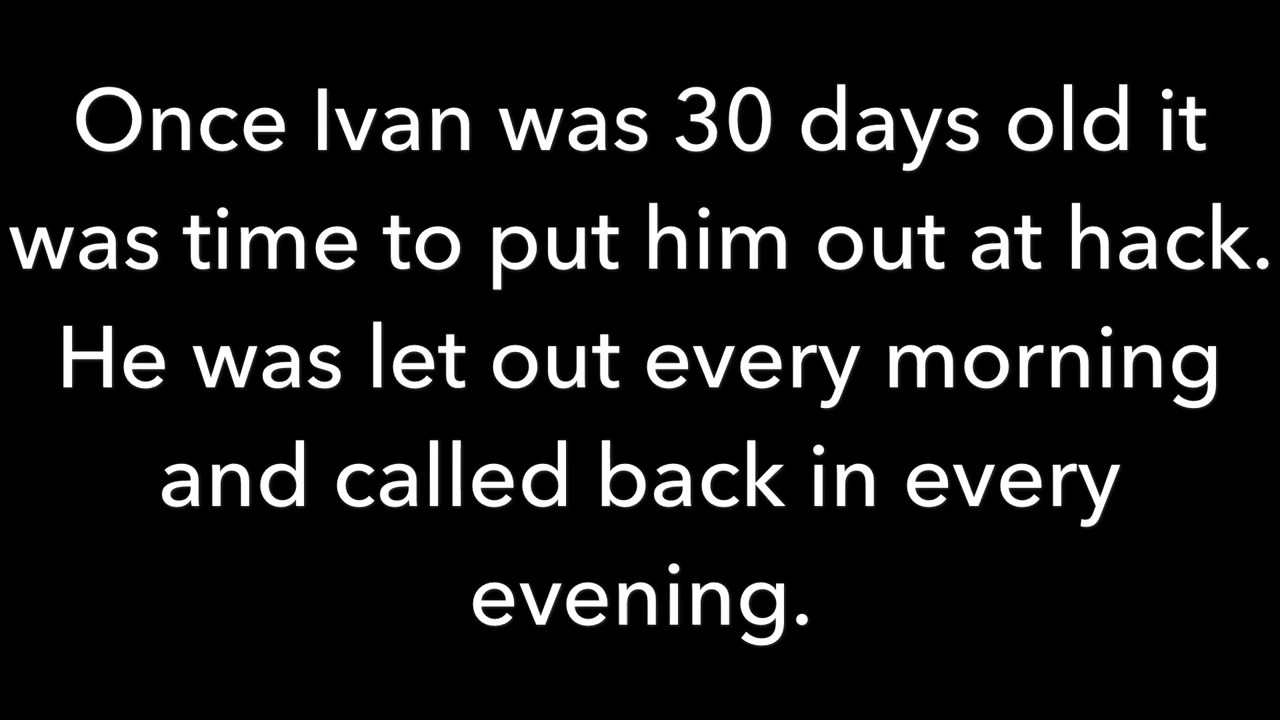 Once Ivan was 30 days old it
was time to put him out at hack.
He was let out every morning
and called back in every
evening.